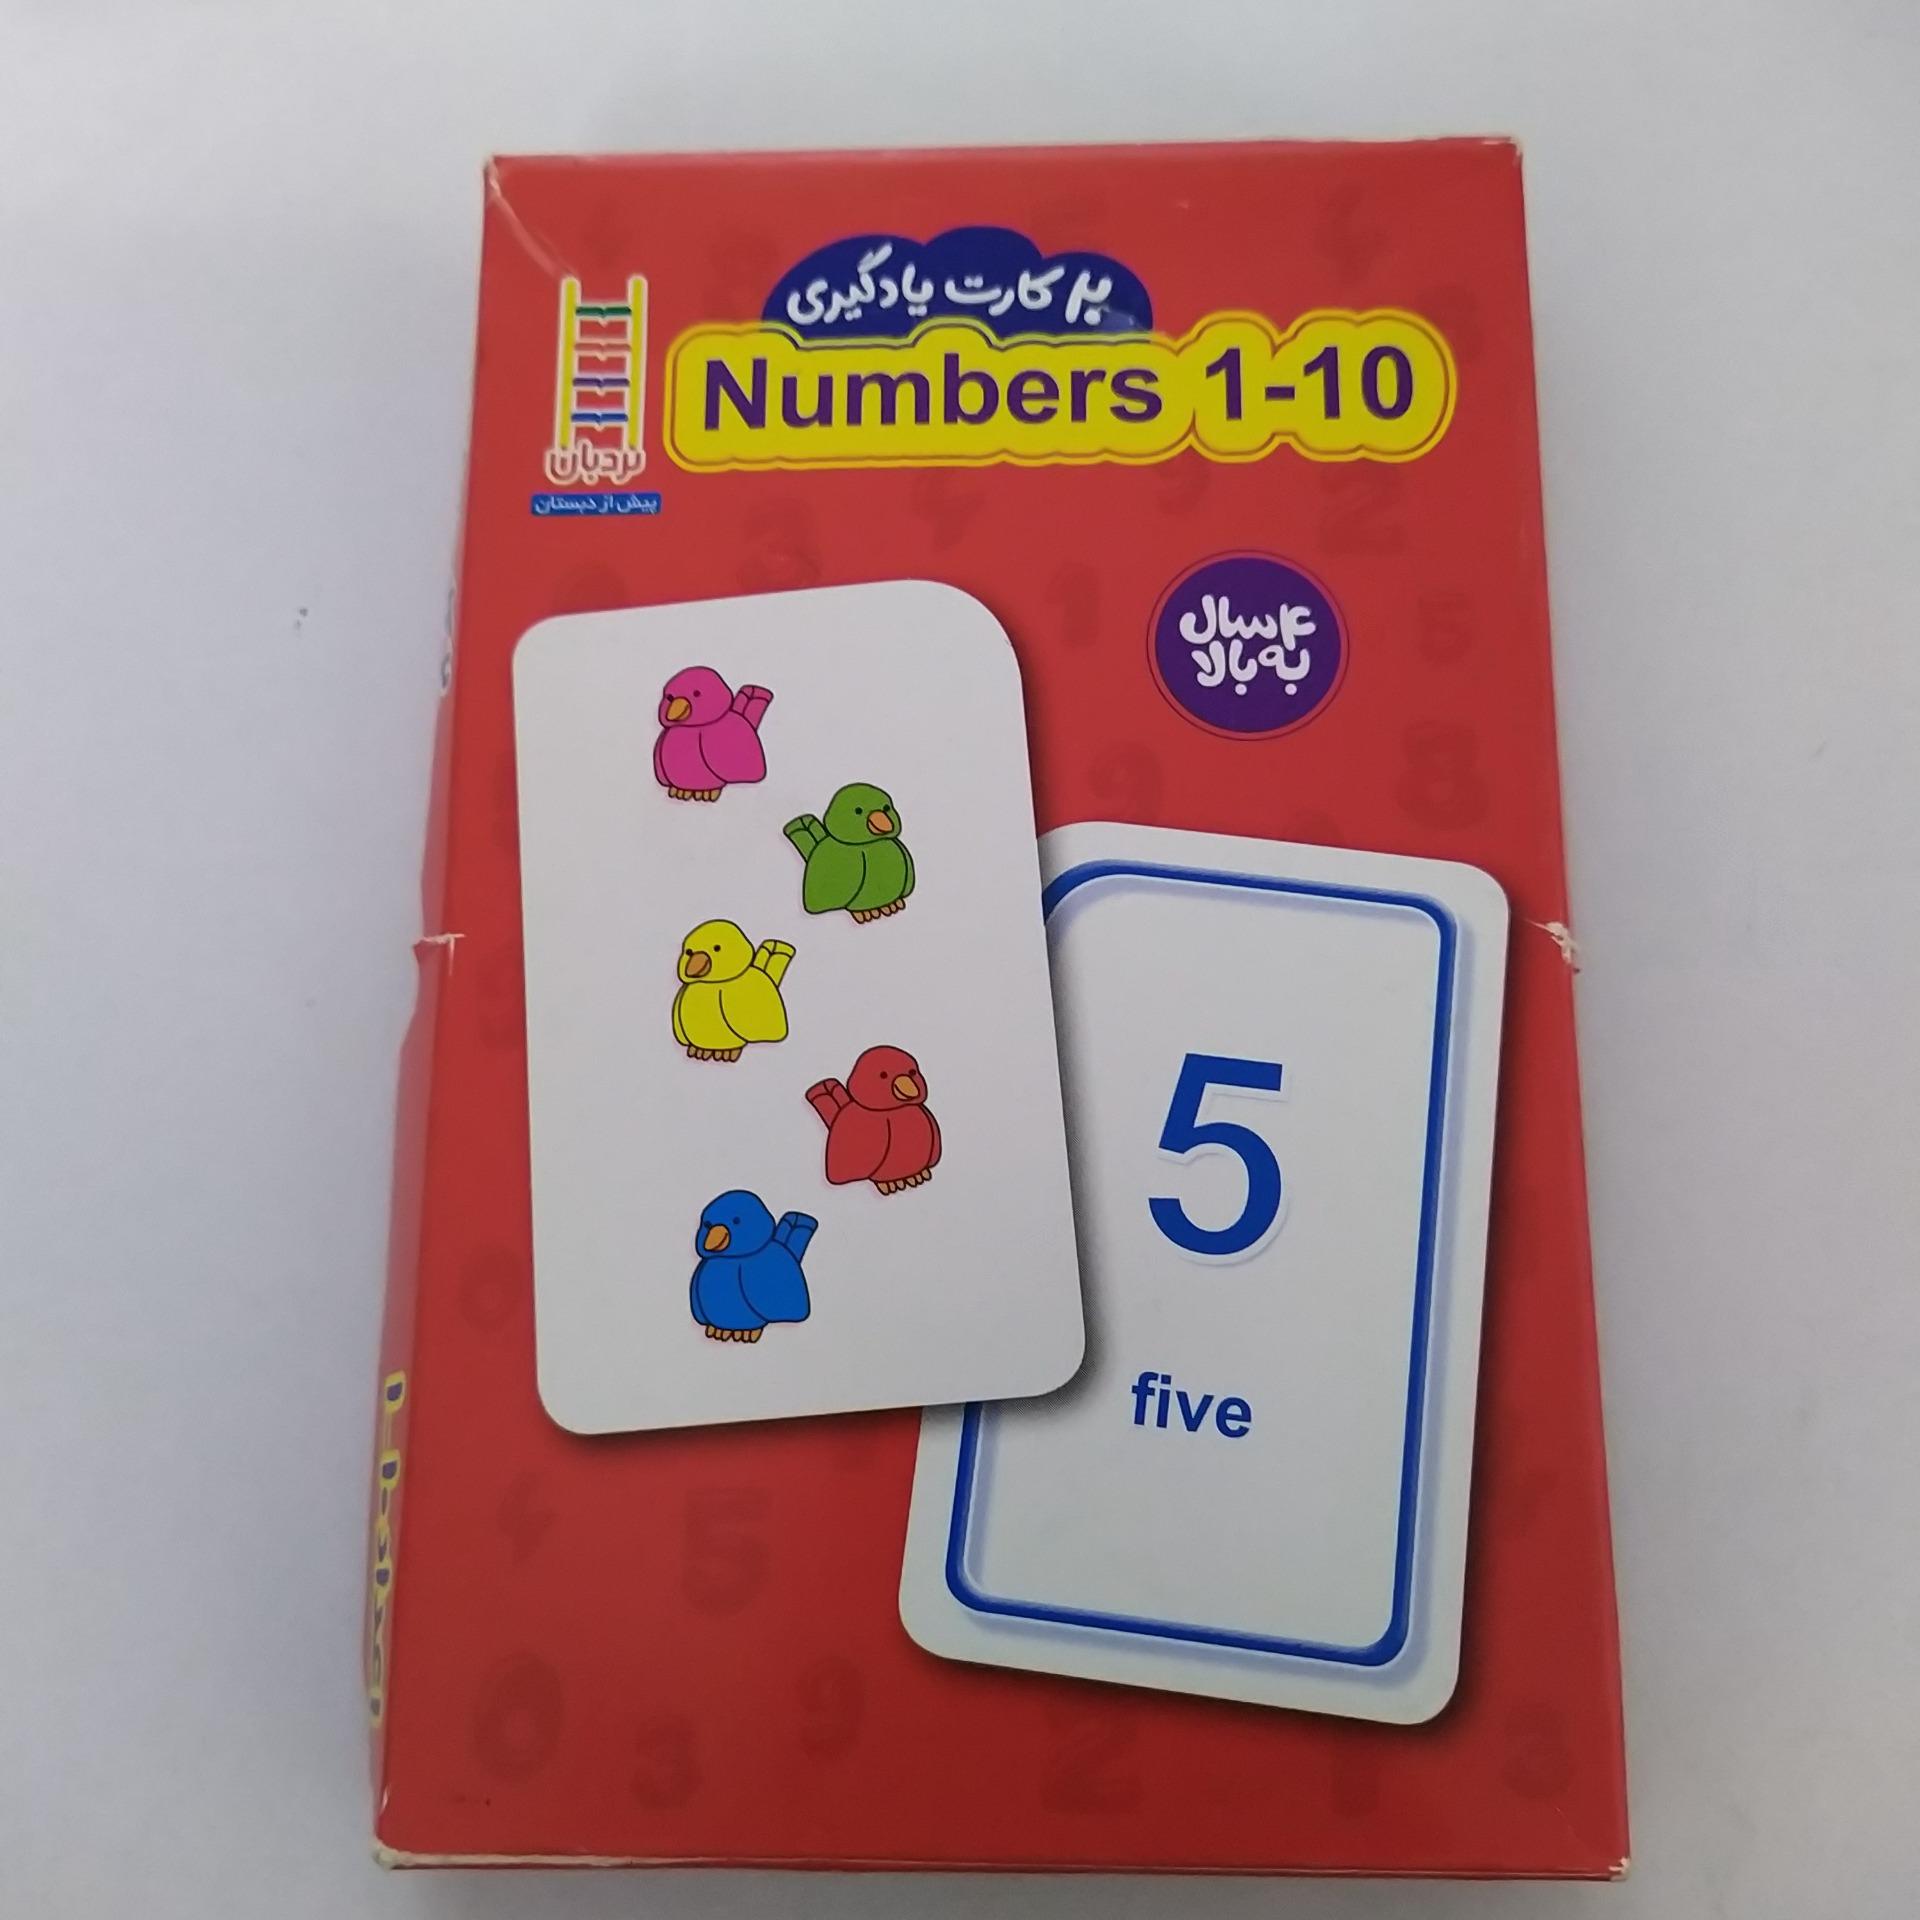 ۲۰ کارت یادگیری
Numbers 1-10
نردبان
پیش از دبستان
۴ سال
به بالا
5
five